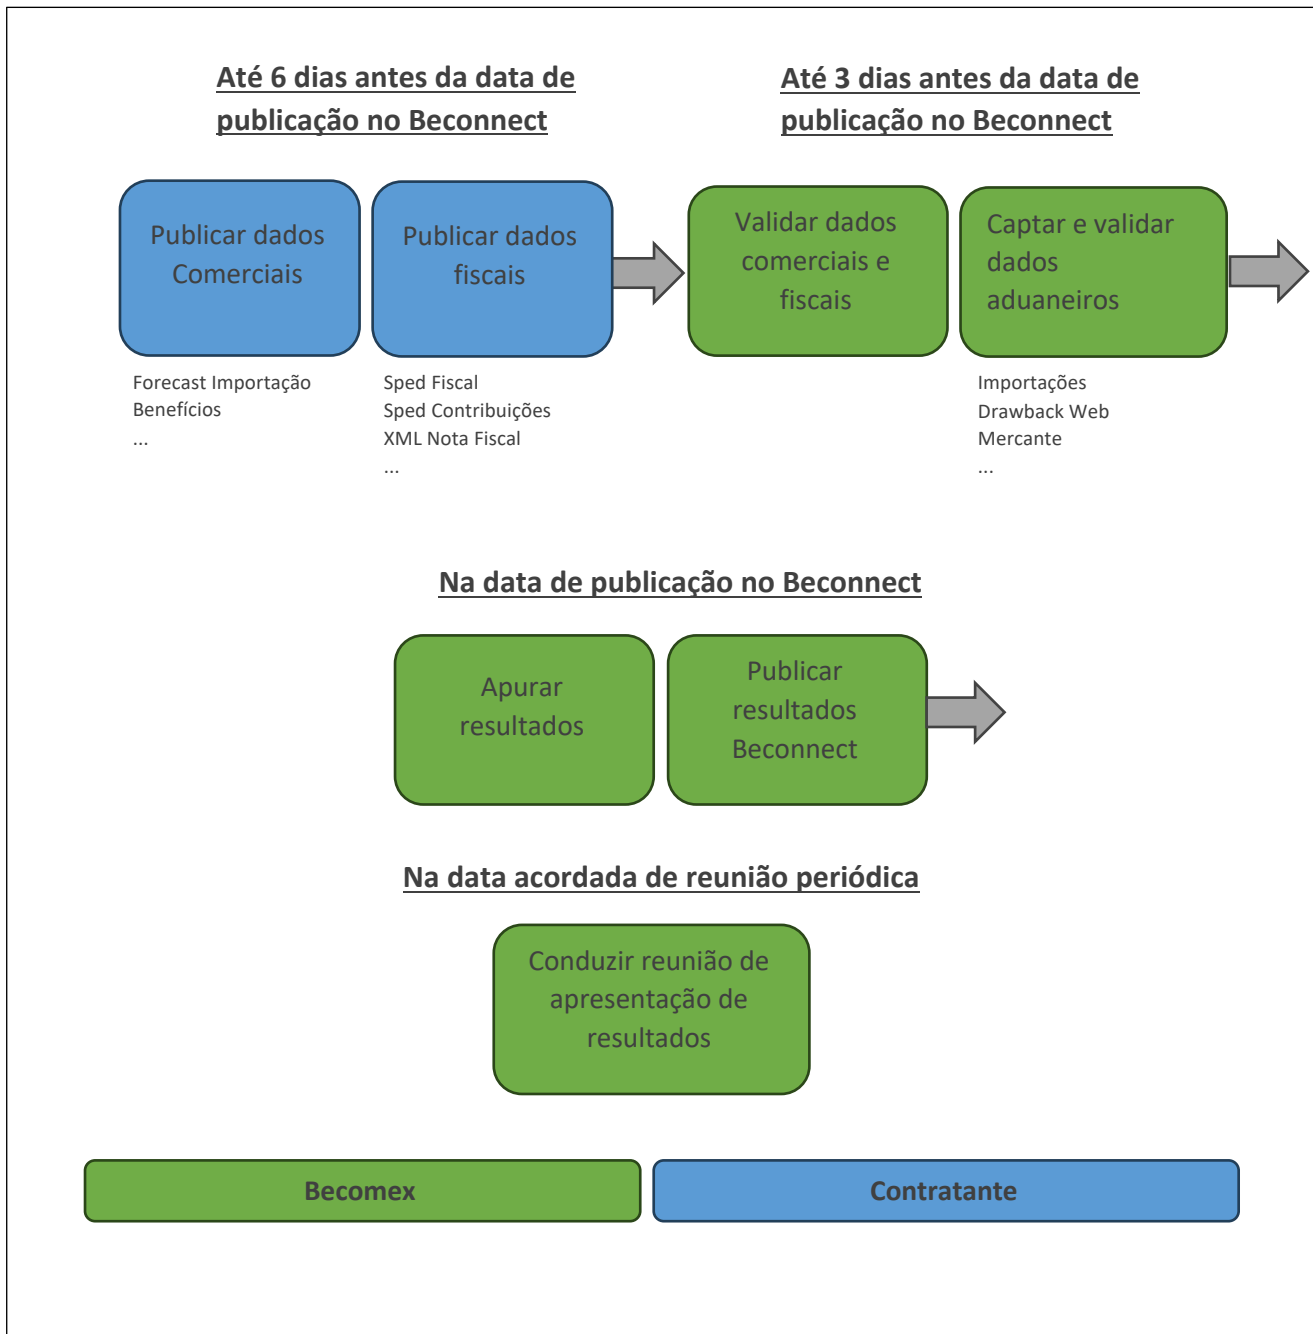 Até 6 dias antes da data de
publicação no Beconnect
Até 3 dias antes da data de
publicação no Beconnect
Publicar dados
Comerciais
Publicar dados
fiscais
Validar dados
comerciais e
fiscais
Captar e validar
dados
aduaneiros
Forecast Importação
Benefícios
...
Sped Fiscal
Sped Contribuições
XML Nota Fiscal
...
Importações
Drawback Web
Mercante
...
Na data de publicação no Beconnect
Apurar
resultados
Publicar
resultados
Beconnect
Na data acordada de reunião periódica
Conduzir reunião de
apresentação de
resultados
Becomex
Contratante